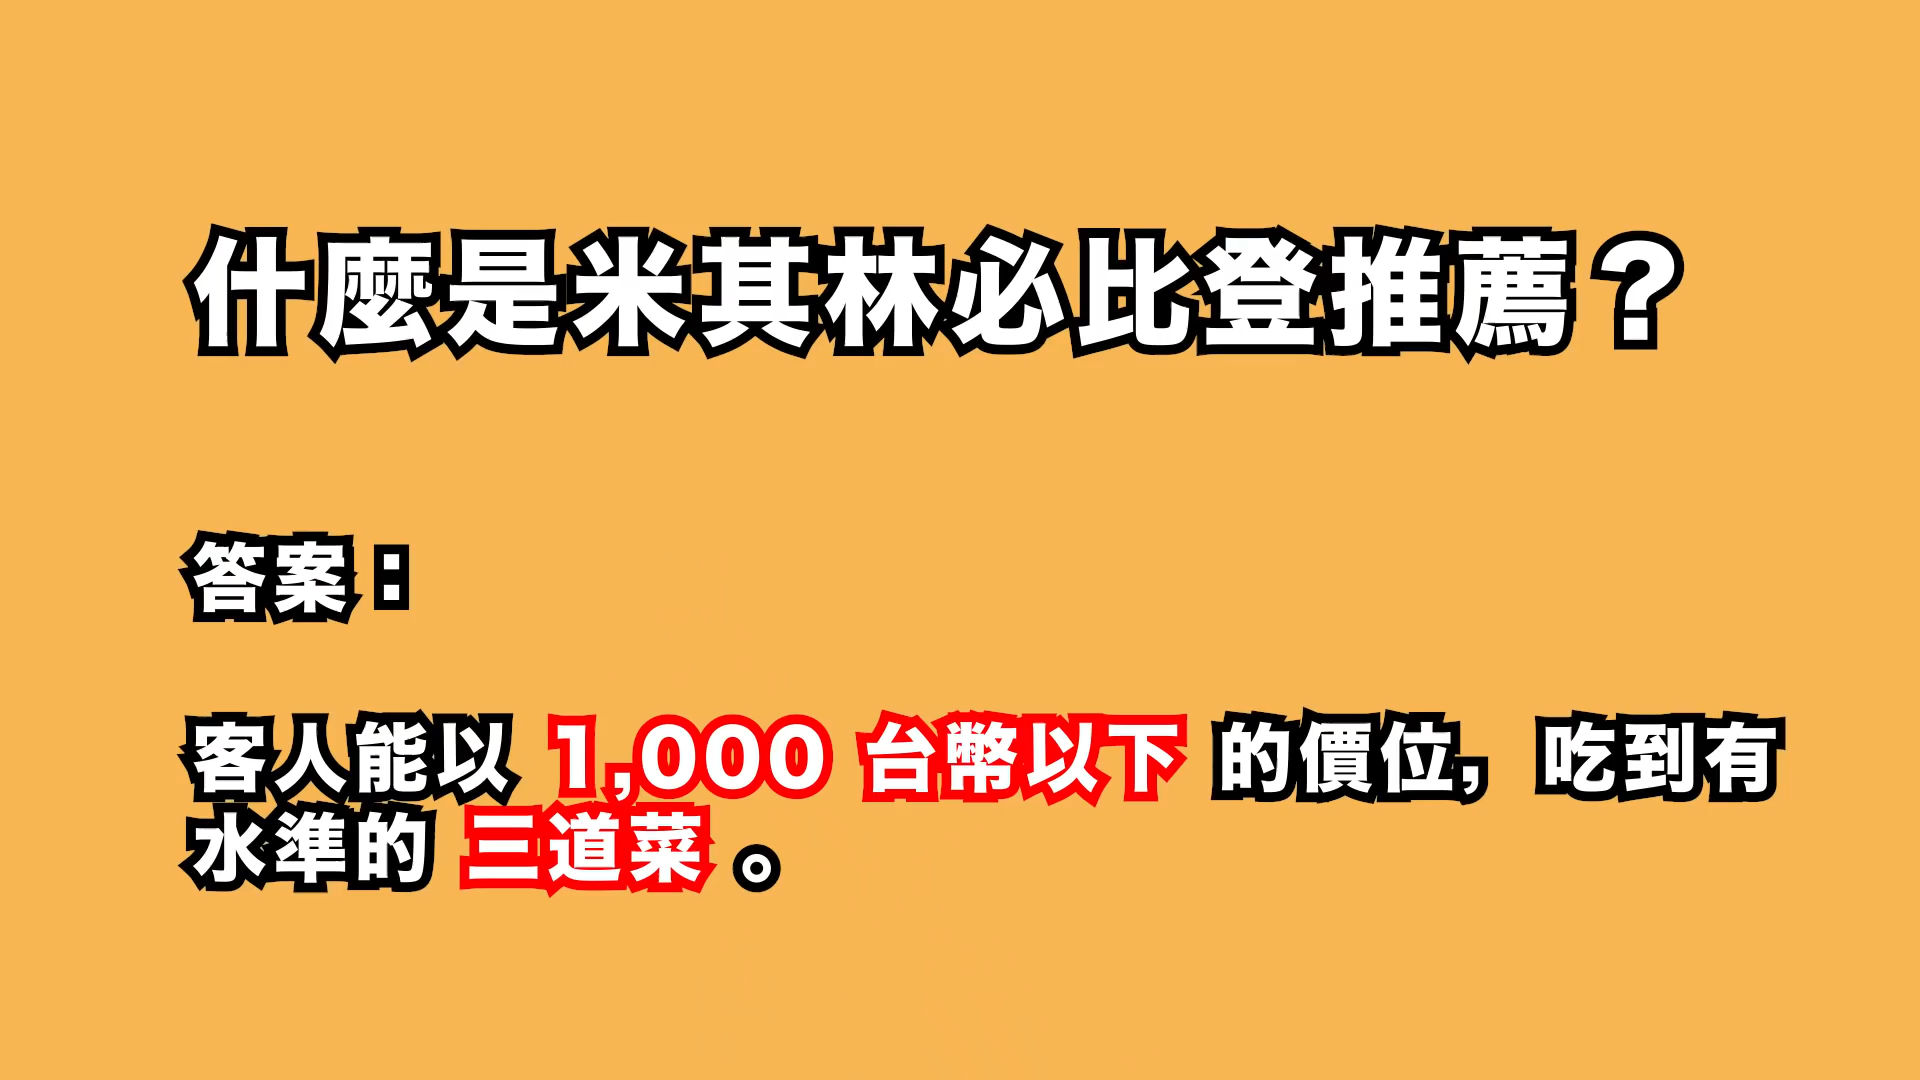 什麼是米其林必比登推薦？
答案：
客人能以 1,000 台幣以下 的價位，吃到有
水準的 三道菜 。